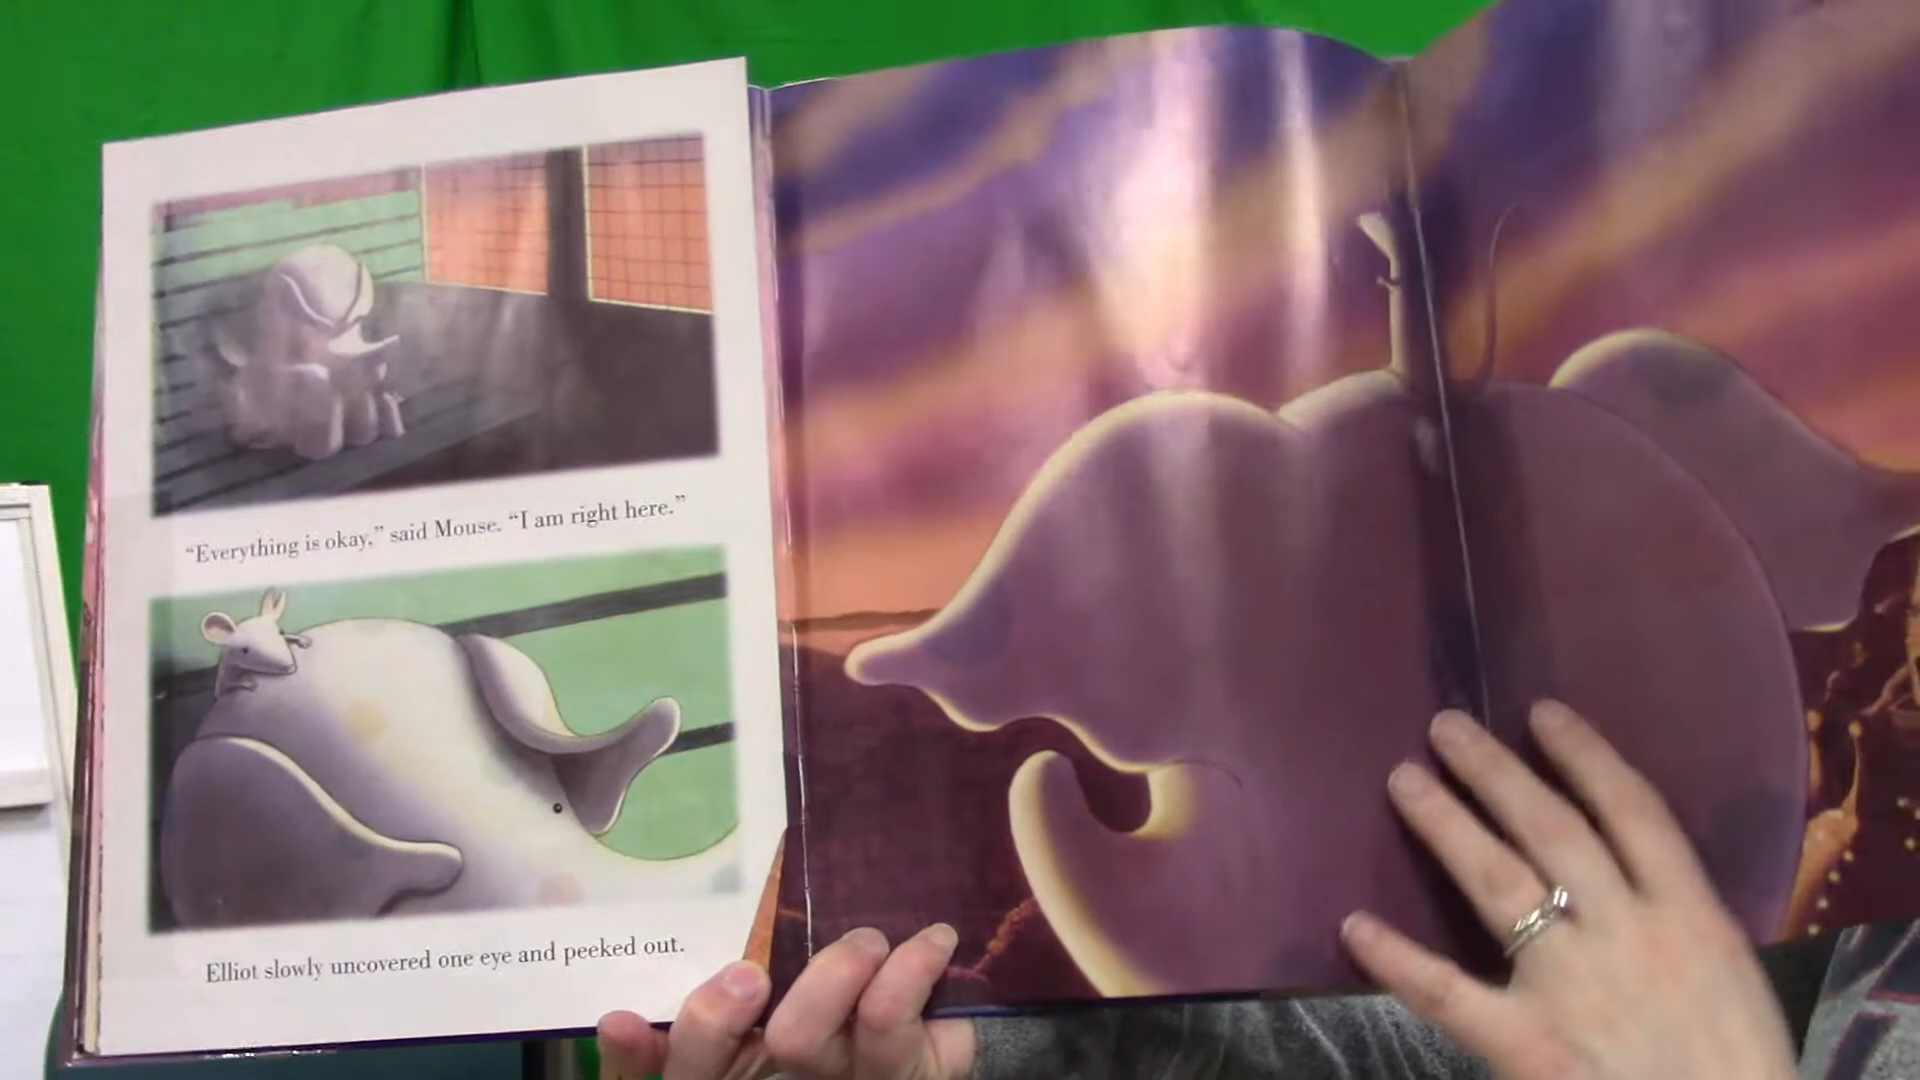 “Everything is okay,” said Mouse. “I am right here.”
Elliot slowly uncovered one eye and peeked out.